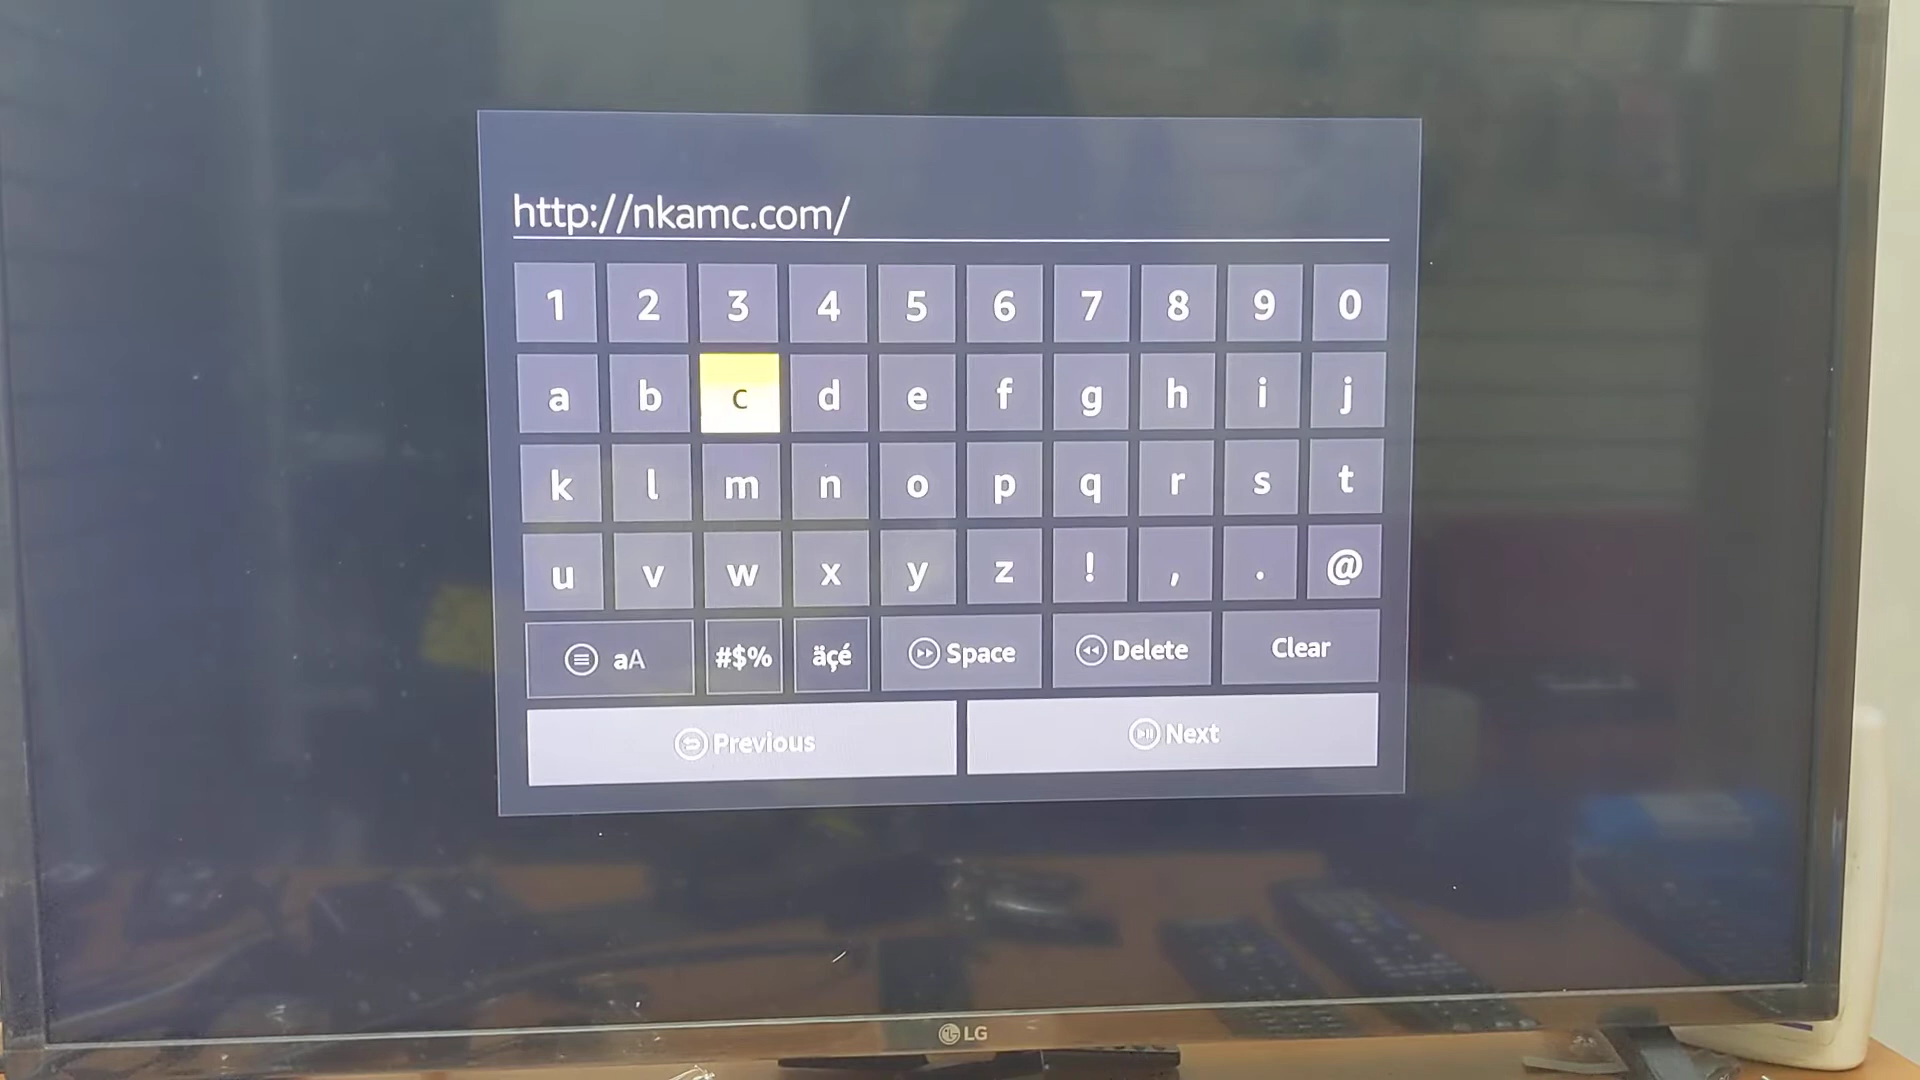 http://nkamc.com/
1 2 3 4 5 6 7 8 9 0
a b c d e f g h i j
k l m n o p q r s t
u v w x y z ! , . @
aA #$% äçé Space Delete Clear
Previous Next
LG